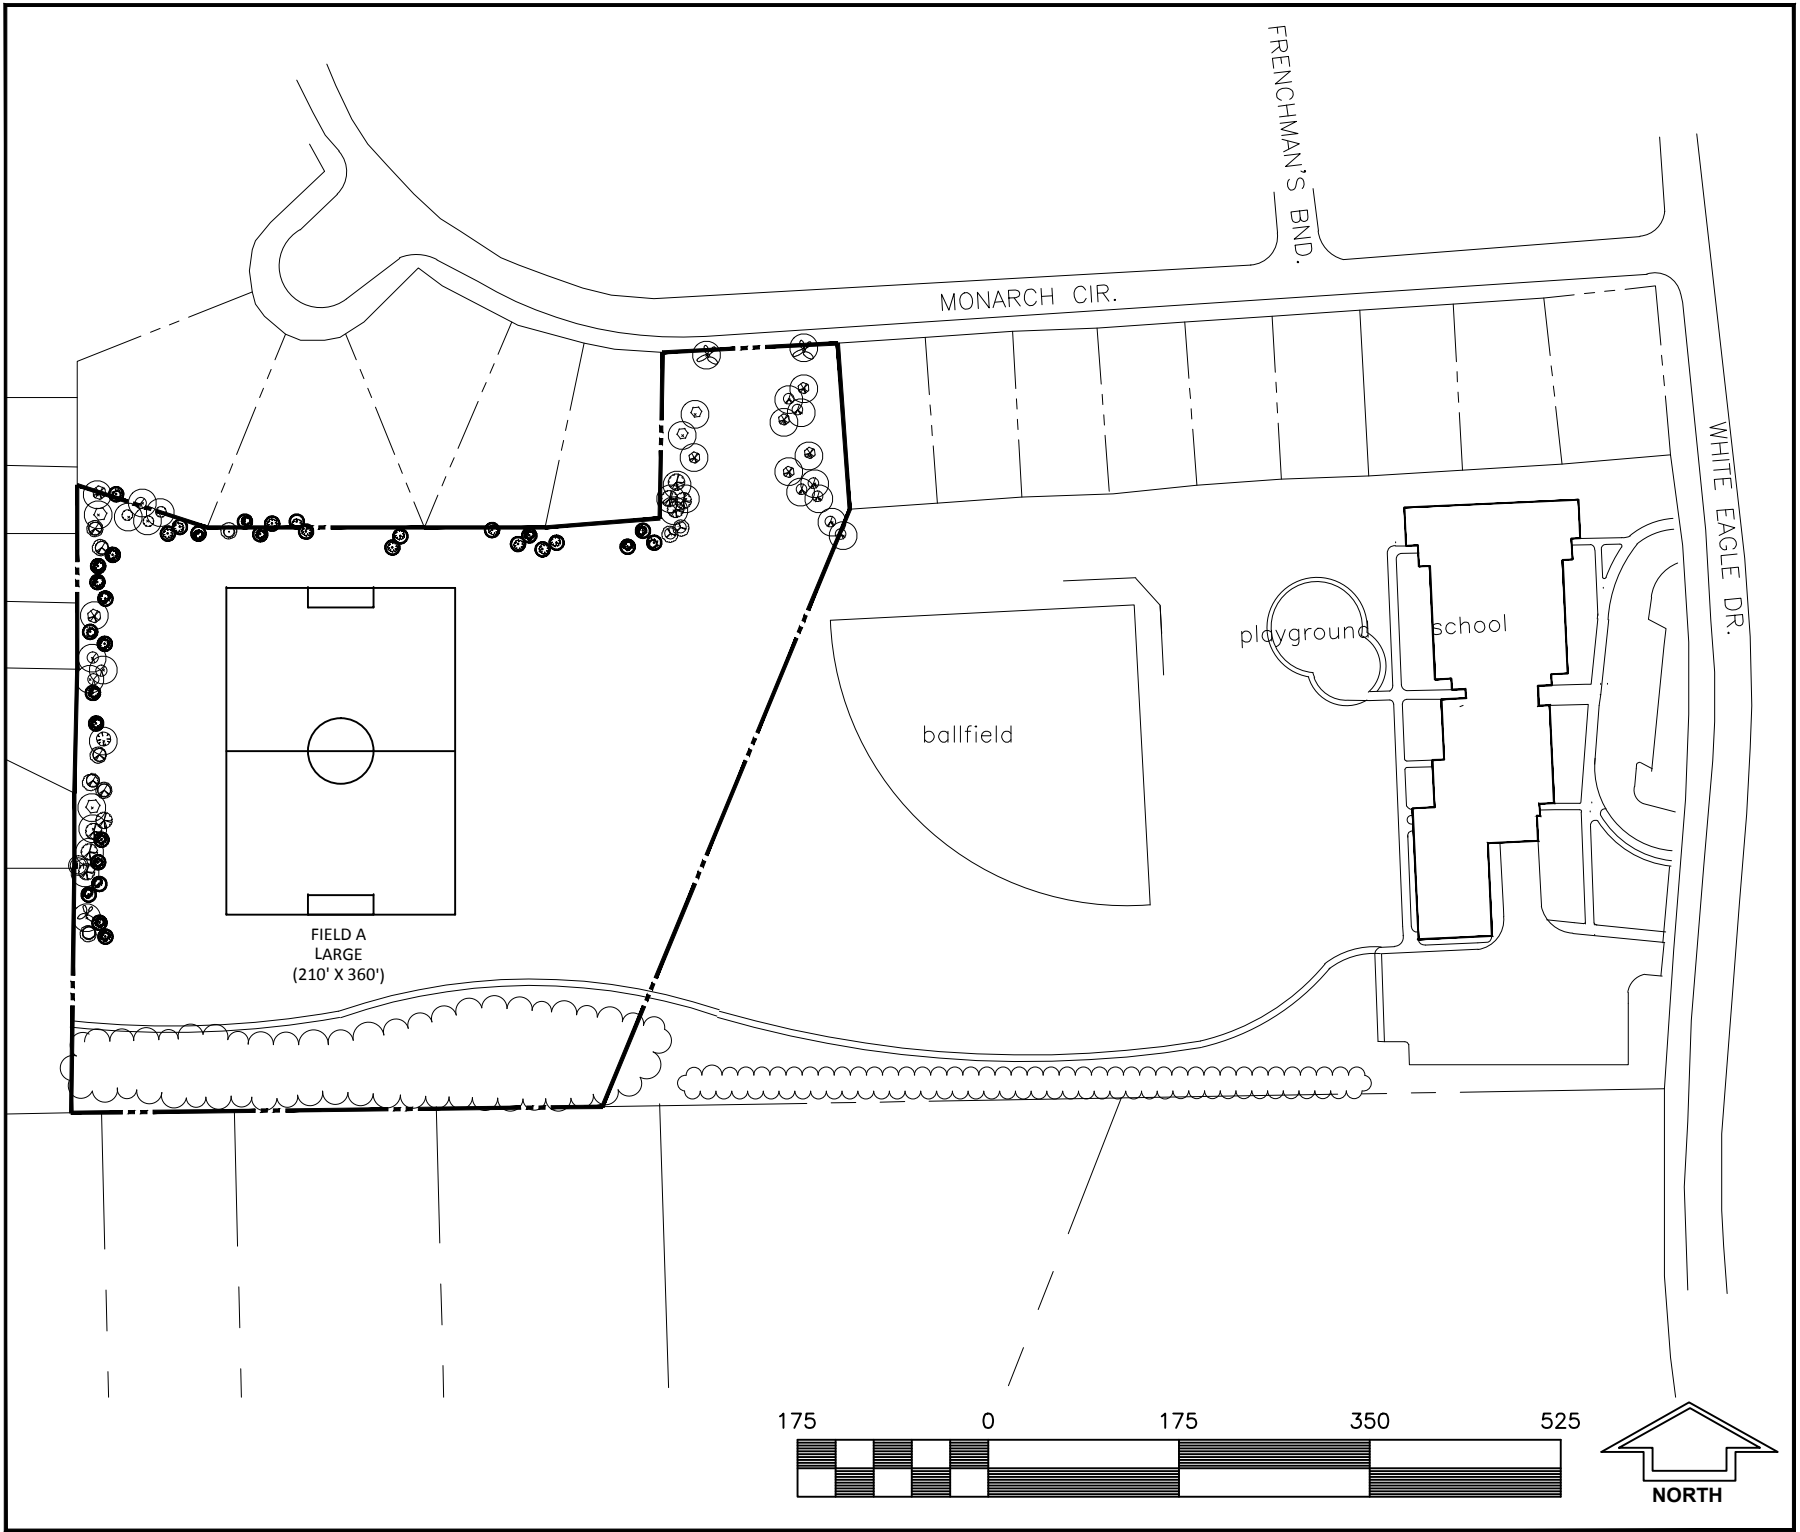 FRENCHMAN'S BND.
MONARCH CIR.
WHITE EAGLE DR.
playground
school
ballfield
FIELD A
LARGE
(210' X 360')
175 0 175 350 525
NORTH